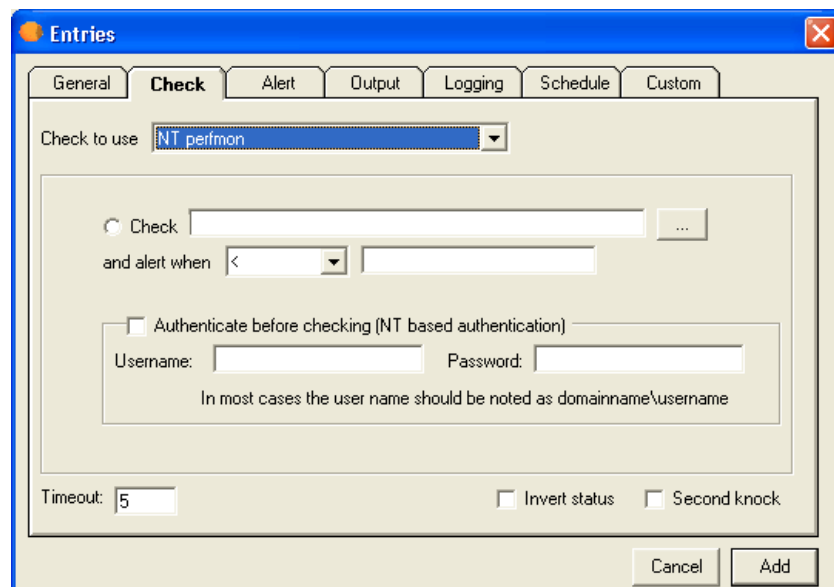 Entries
General Check Alert Output Logging Schedule Custom
Check to use NT perfmon
Check ...
and alert when <
Authenticate before checking (NT based authentication)
Username: Password:
In most cases the user name should be noted as domainname\username
Timeout: 5 Invert status Second knock
Cancel Add